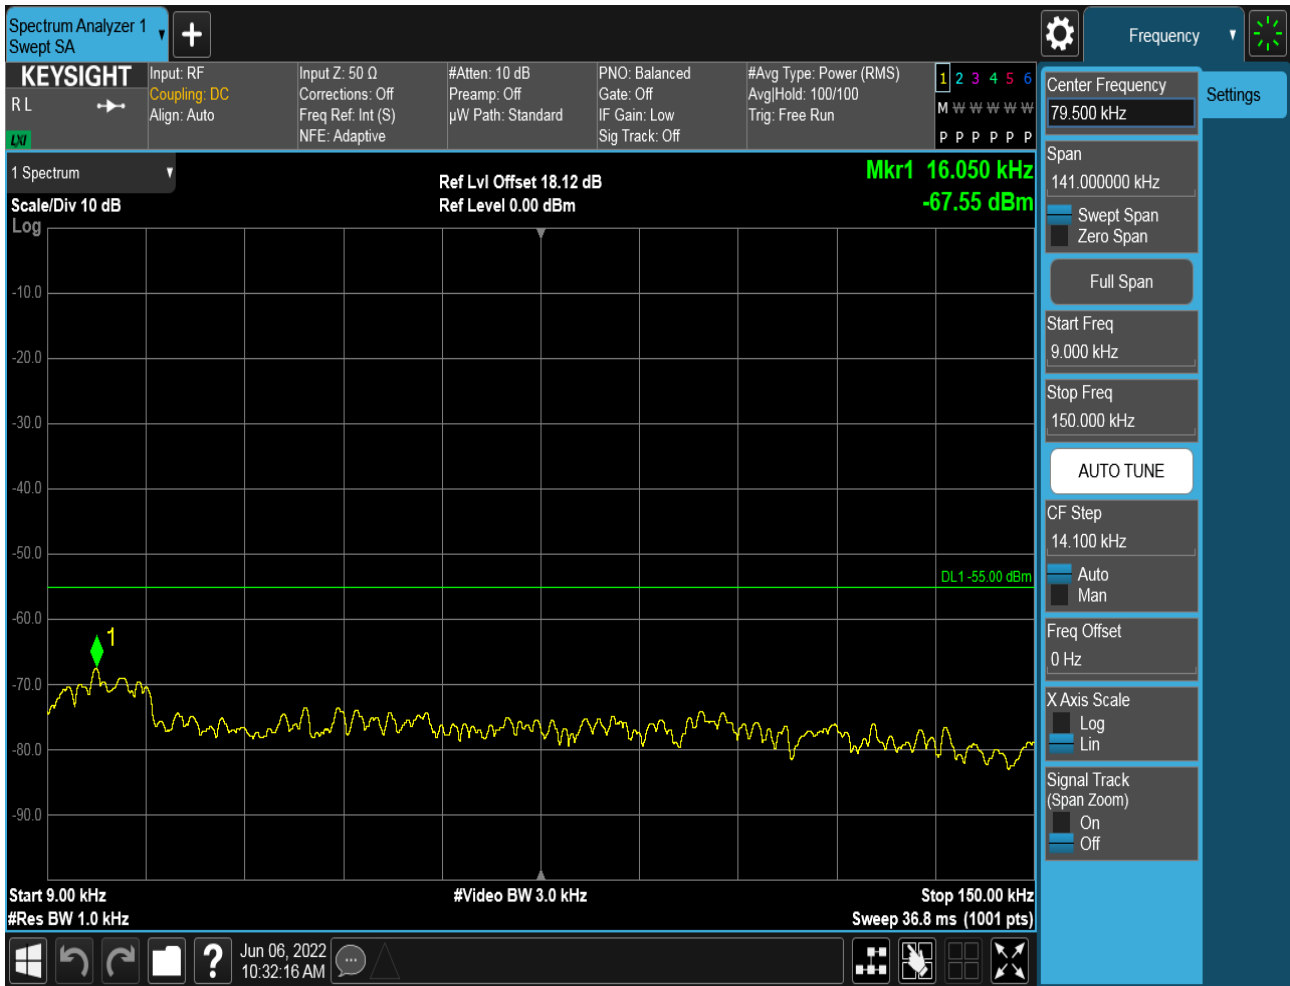 Spectrum Analyzer 1
Swept SA
Frequency
KEYSIGHT
R L
LXI
Input: RF
Coupling: DC
Align: Auto
Input Z: 50 Ω
Corrections: Off
Freq Ref: Int (S)
NFE: Adaptive
#Atten: 10 dB
Preamp: Off
µW Path: Standard
PNO: Balanced
Gate: Off
IF Gain: Low
Sig Track: Off
#Avg Type: Power (RMS)
Avg|Hold: 100/100
Trig: Free Run
1 2 3 4 5 6
M W W W W W
P P P P P P
1 Spectrum
Scale/Div 10 dB
Log
Ref Lvl Offset 18.12 dB
Ref Level 0.00 dBm
Mkr1 16.050 kHz
-67.55 dBm
-10.0
-20.0
-30.0
-40.0
-50.0
DL1 -55.00 dBm
-60.0
1
-70.0
-80.0
-90.0
Start 9.00 kHz
#Video BW 3.0 kHz
Stop 150.00 kHz
#Res BW 1.0 kHz
Sweep 36.8 ms (1001 pts)
Jun 06, 2022
10:32:16 AM
?
Center Frequency
79.500 kHz
Settings
Span
141.000000 kHz
Swept Span
Zero Span
Full Span
Start Freq
9.000 kHz
Stop Freq
150.000 kHz
AUTO TUNE
CF Step
14.100 kHz
Auto
Man
Freq Offset
0 Hz
X Axis Scale
Log
Lin
Signal Track
(Span Zoom)
On
Off